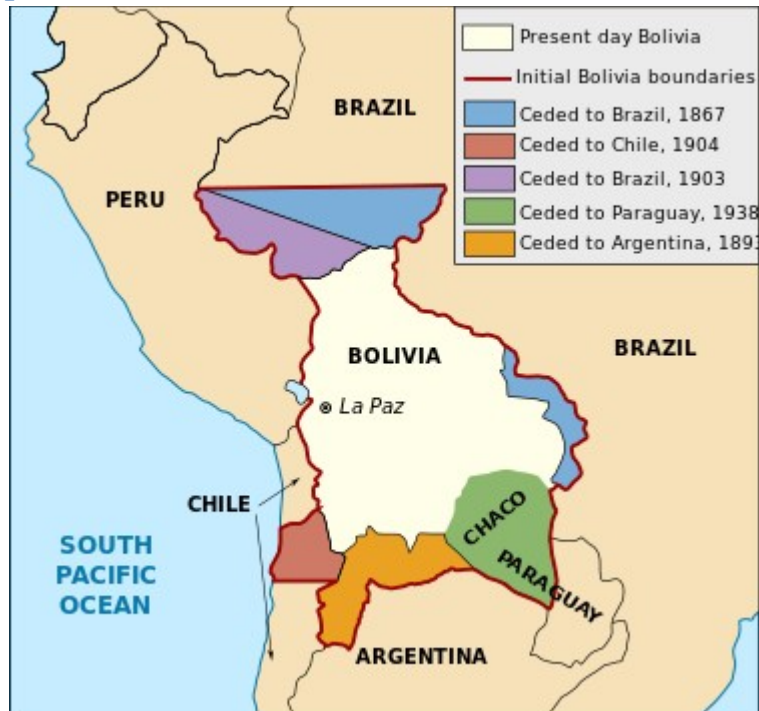 Present day Bolivia
Initial Bolivia boundaries
Ceded to Brazil, 1867
Ceded to Chile, 1904
Ceded to Brazil, 1903
Ceded to Paraguay, 1938
Ceded to Argentina, 1893
BRAZIL
PERU
BOLIVIA
BRAZIL
La Paz
CHILE
CHACO
SOUTH
PACIFIC
OCEAN
PARAGUAY
ARGENTINA